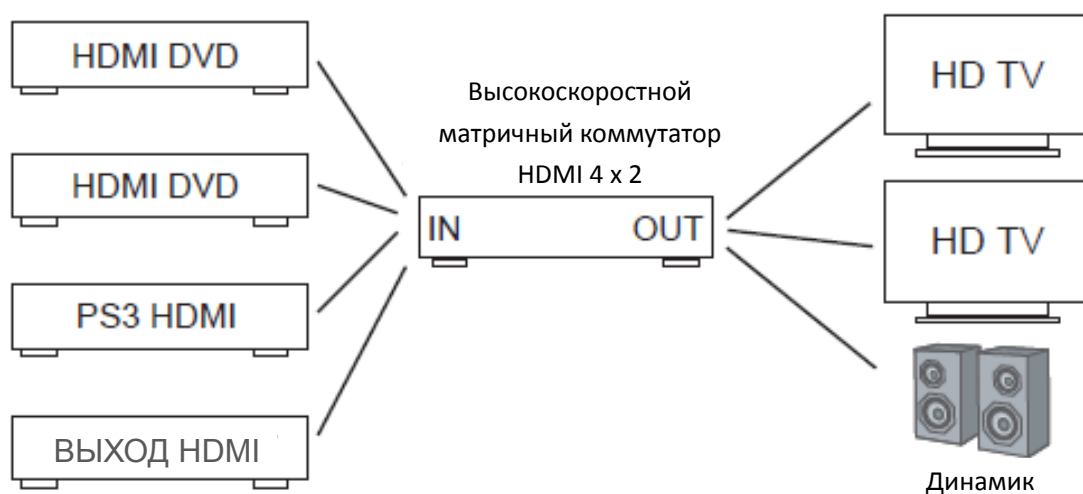 HDMI DVD
HDMI DVD
PS3 HDMI
ВЫХОД HDMI
Высокоскоростной
матричный коммутатор
HDMI 4 x 2
IN OUT
HD TV
HD TV
Динамик